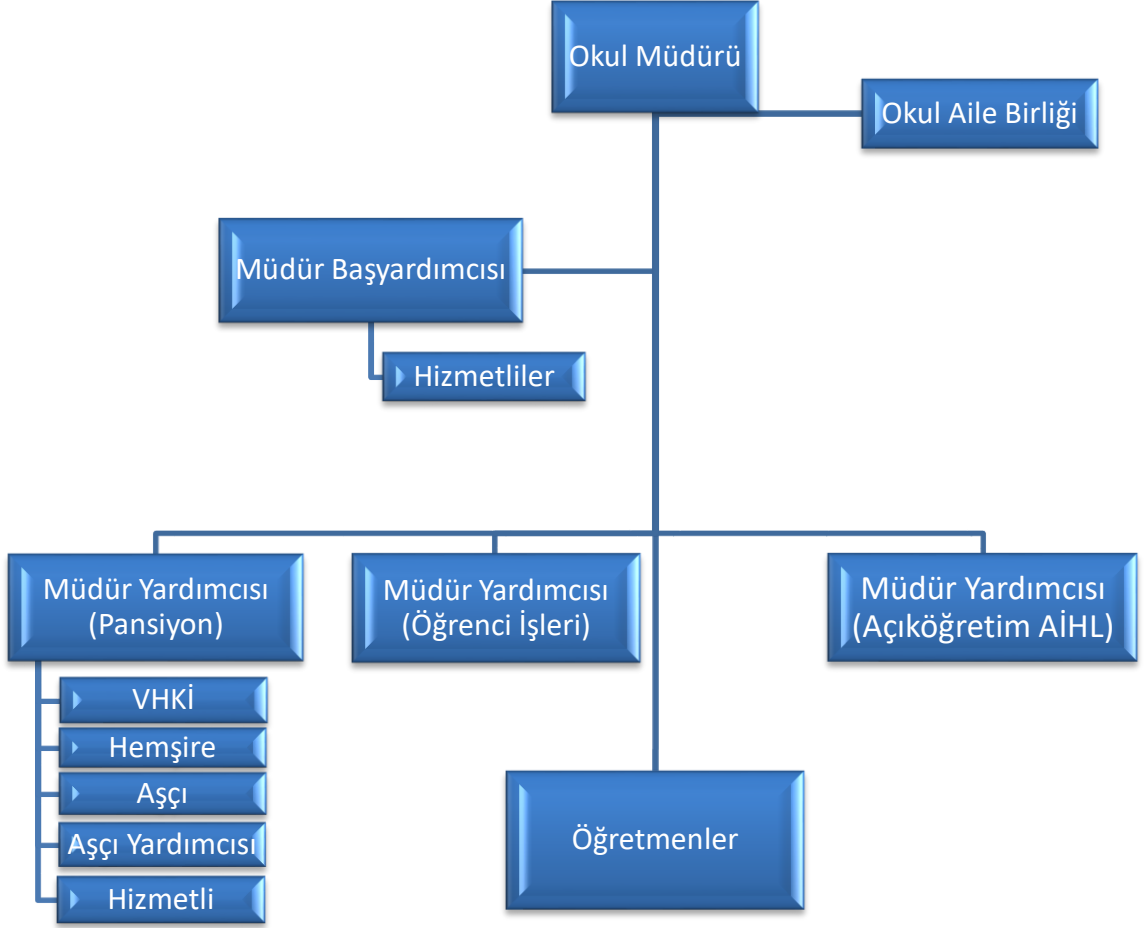 Okul Müdürü
Okul Aile Birliği
Müdür Başyardımcısı
Hizmetliler
Müdür Yardımcısı
(Pansiyon)
Müdür Yardımcısı
(Öğrenci İşleri)
Müdür Yardımcısı
(Açıköğretim AİHL)
VHKİ
Hemşire
Aşçı
Aşçı Yardımcısı
Hizmetli
Öğretmenler